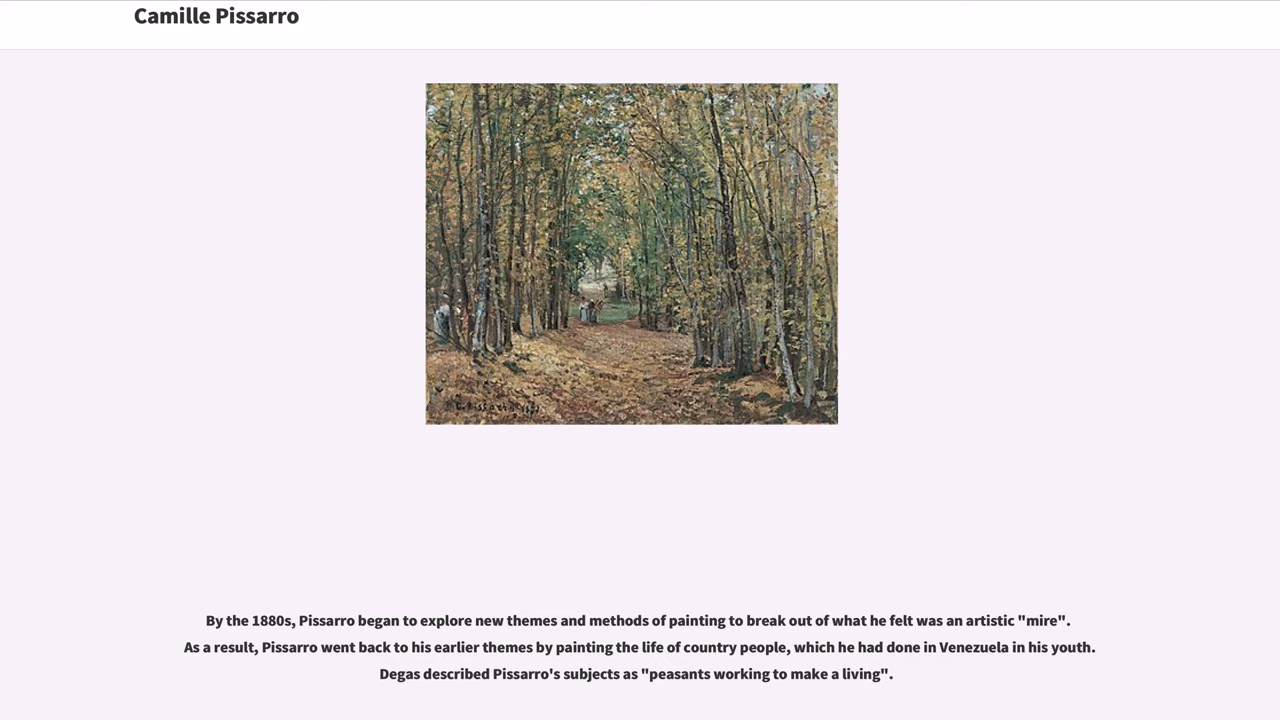 Camille Pissarro
By the 1880s, Pissarro began to explore new themes and methods of painting to break out of what he felt was an artistic "mire".
As a result, Pissarro went back to his earlier themes by painting the life of country people, which he had done in Venezuela in his youth.
Degas described Pissarro's subjects as "peasants working to make a living".